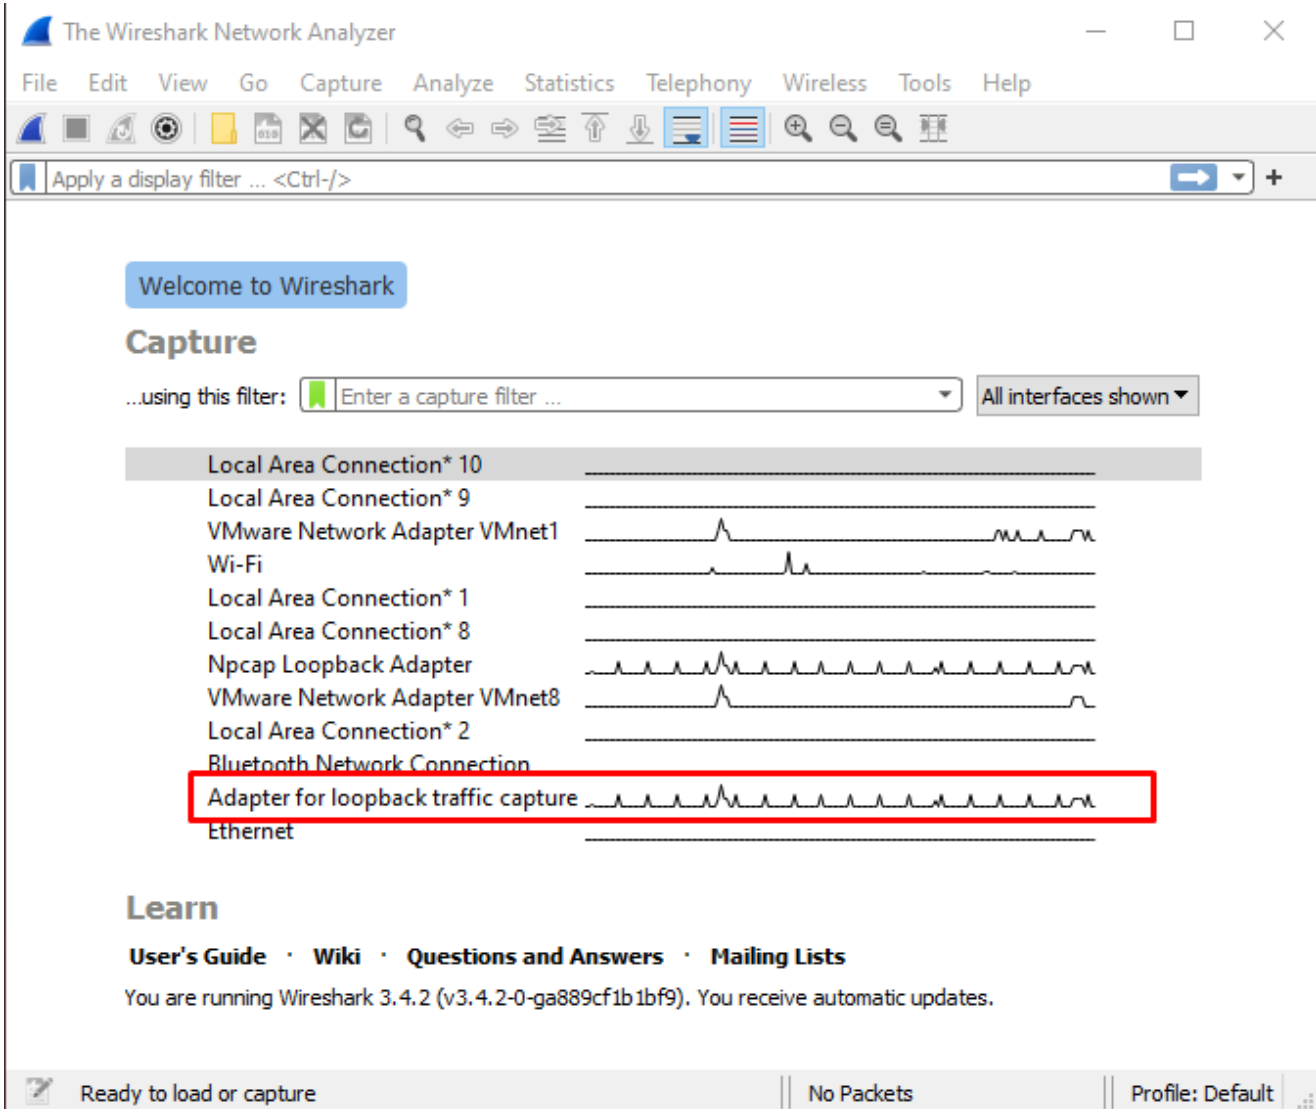 The Wireshark Network Analyzer
File Edit View Go Capture Analyze Statistics Telephony Wireless Tools Help
Apply a display filter ... <Ctrl-/>
Welcome to Wireshark
Capture
...using this filter: Enter a capture filter ... All interfaces shown
Local Area Connection* 10
Local Area Connection* 9
VMware Network Adapter VMnet1
Wi-Fi
Local Area Connection* 1
Local Area Connection* 8
Npcap Loopback Adapter
VMware Network Adapter VMnet8
Local Area Connection* 2
Bluetooth Network Connection
Adapter for loopback traffic capture
Ethernet
Learn
User's Guide · Wiki · Questions and Answers · Mailing Lists
You are running Wireshark 3.4.2 (v3.4.2-0-ga889cf1b1bf9). You receive automatic updates.
Ready to load or capture No Packets Profile: Default